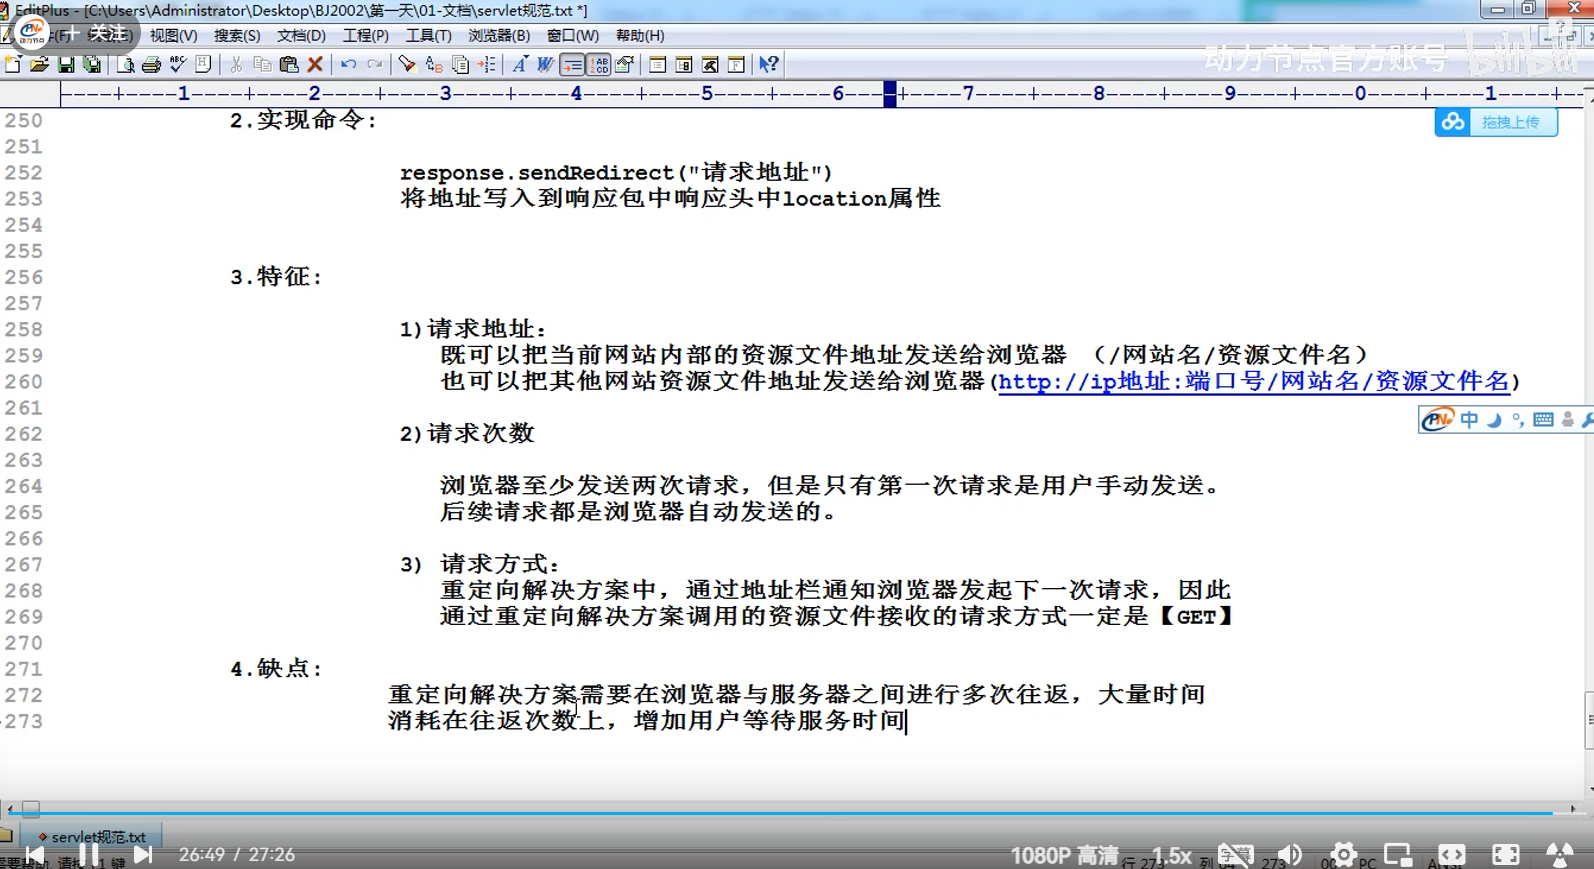 EditPlus - [C:\Users\Administrator\Desktop\BJ2002\第一天\01-文档\servlet规范.txt *]
+ 关注
视图(V) 搜索(S) 文档(D) 工程(P) 工具(T) 浏览器(B) 窗口(W) 帮助(H)
动力节点官方账号 bilibili
动力节点
----+----1----+----2----+----3----+----4----+----5----+----6----+----7----+----8----+----9----+----0----+----1----+--
拖拽上传
250 2.实现命令:
251
252 response.sendRedirect("请求地址")
253 将地址写入到响应包中响应头中location属性
254
255
256 3.特征:
257
258 1)请求地址:
259 既可以把当前网站内部的资源文件地址发送给浏览器 （/网站名/资源文件名）
260 也可以把其他网站资源文件地址发送给浏览器(http://ip地址:端口号/网站名/资源文件名)
261
262 2)请求次数
中
263
264 浏览器至少发送两次请求，但是只有第一次请求是用户手动发送。
265 后续请求都是浏览器自动发送的。
266
267 3) 请求方式:
268 重定向解决方案中，通过地址栏通知浏览器发起下一次请求，因此
269 通过重定向解决方案调用的资源文件接收的请求方式一定是【GET】
270
271 4.缺点:
272 重定向解决方案需要在浏览器与服务器之间进行多次往返，大量时间
273 消耗在往返次数上，增加用户等待服务时间
servlet规范.txt
26:49 / 27:26
1080P 高清 1.5x 字幕
行 273 列 64 273 PC ANSI